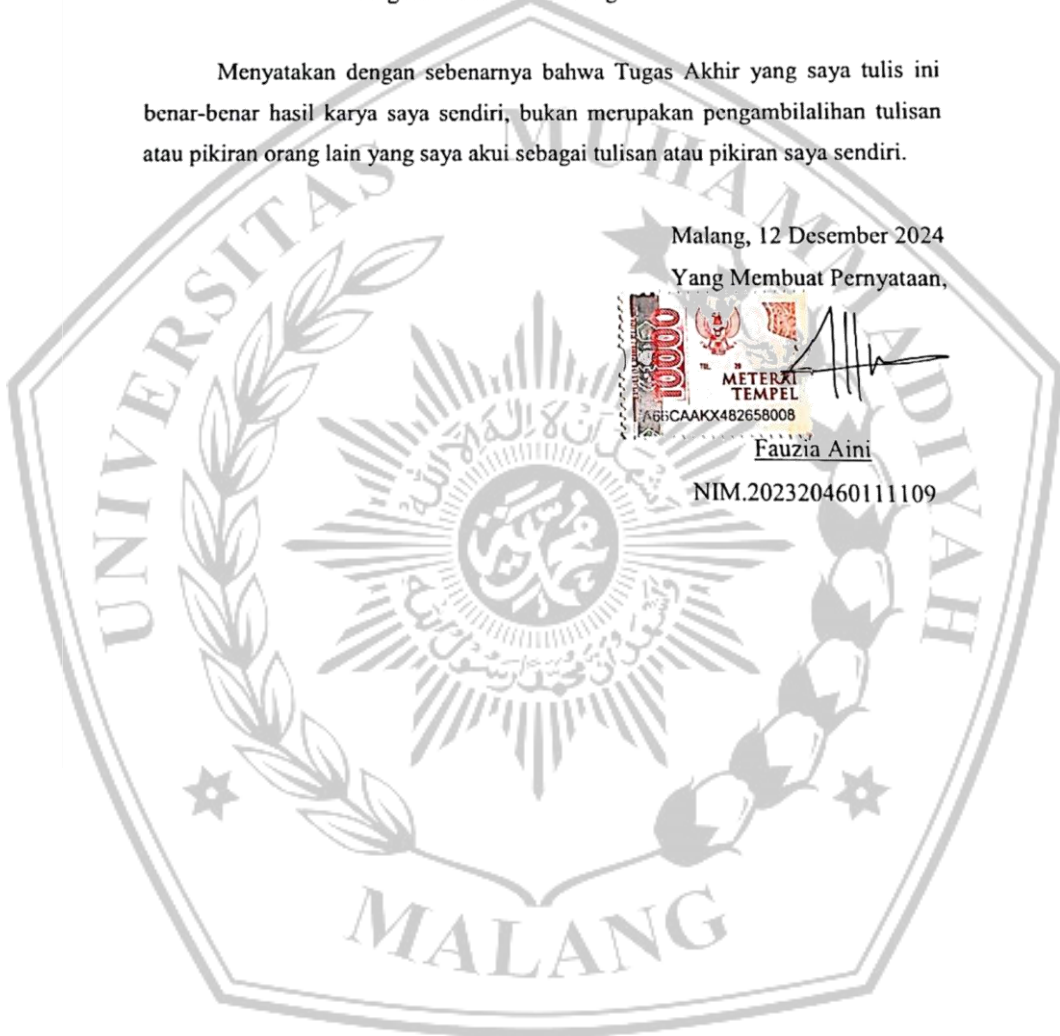 Menyatakan dengan sebenarnya bahwa Tugas Akhir yang saya tulis ini
benar-benar hasil karya saya sendiri, bukan merupakan pengambilalihan tulisan
atau pikiran orang lain yang saya akui sebagai tulisan atau pikiran saya sendiri.
Malang, 12 Desember 2024
Yang Membuat Pernyataan,
10000
METERAI
TEMPEL
Fauzia Aini
NIM.202320460111109
UNIVERSITAS MUHAMMADIYAH
MALANG